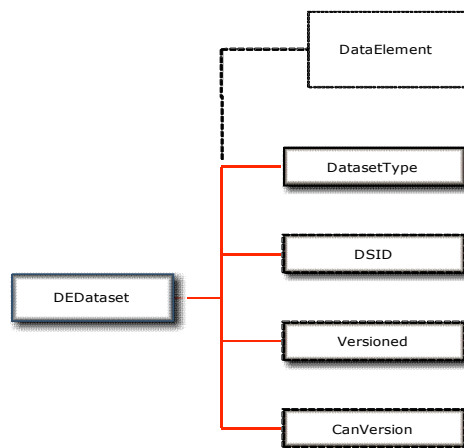 DataElement
DatasetType
DSID
DEDataset
Versioned
CanVersion